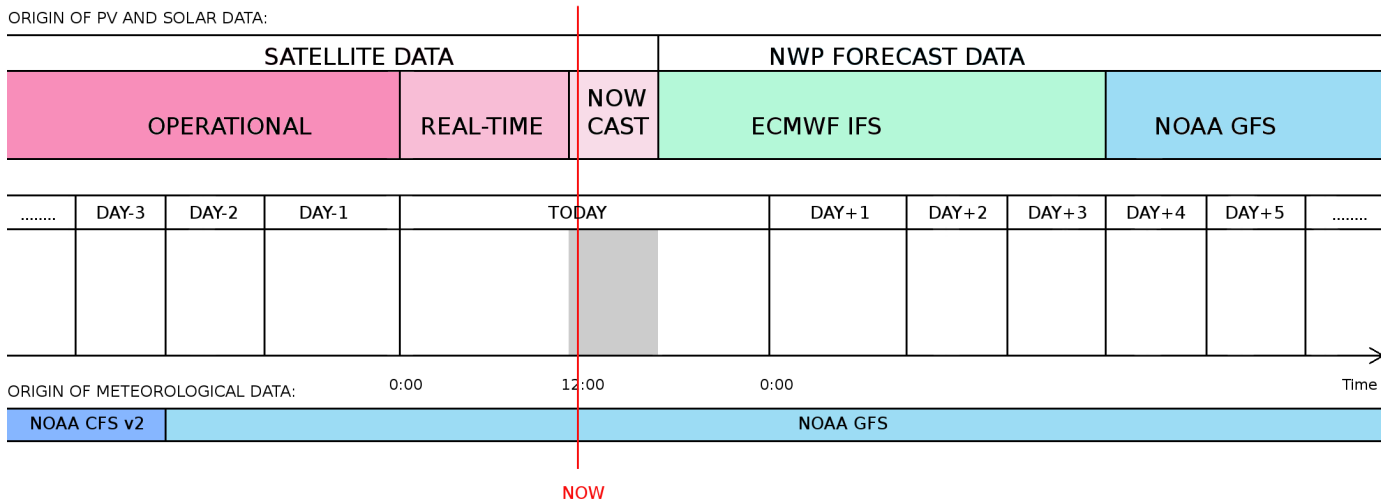 ORIGIN OF PV AND SOLAR DATA:
SATELLITE DATA
NWP FORECAST DATA
OPERATIONAL
REAL-TIME
NOW
CAST
ECMWF IFS
NOAA GFS
........
DAY-3
DAY-2
DAY-1
TODAY
DAY+1
DAY+2
DAY+3
DAY+4
DAY+5
........
0:00
12:00
0:00
Time
ORIGIN OF METEOROLOGICAL DATA:
NOAA CFS v2
NOAA GFS
NOW